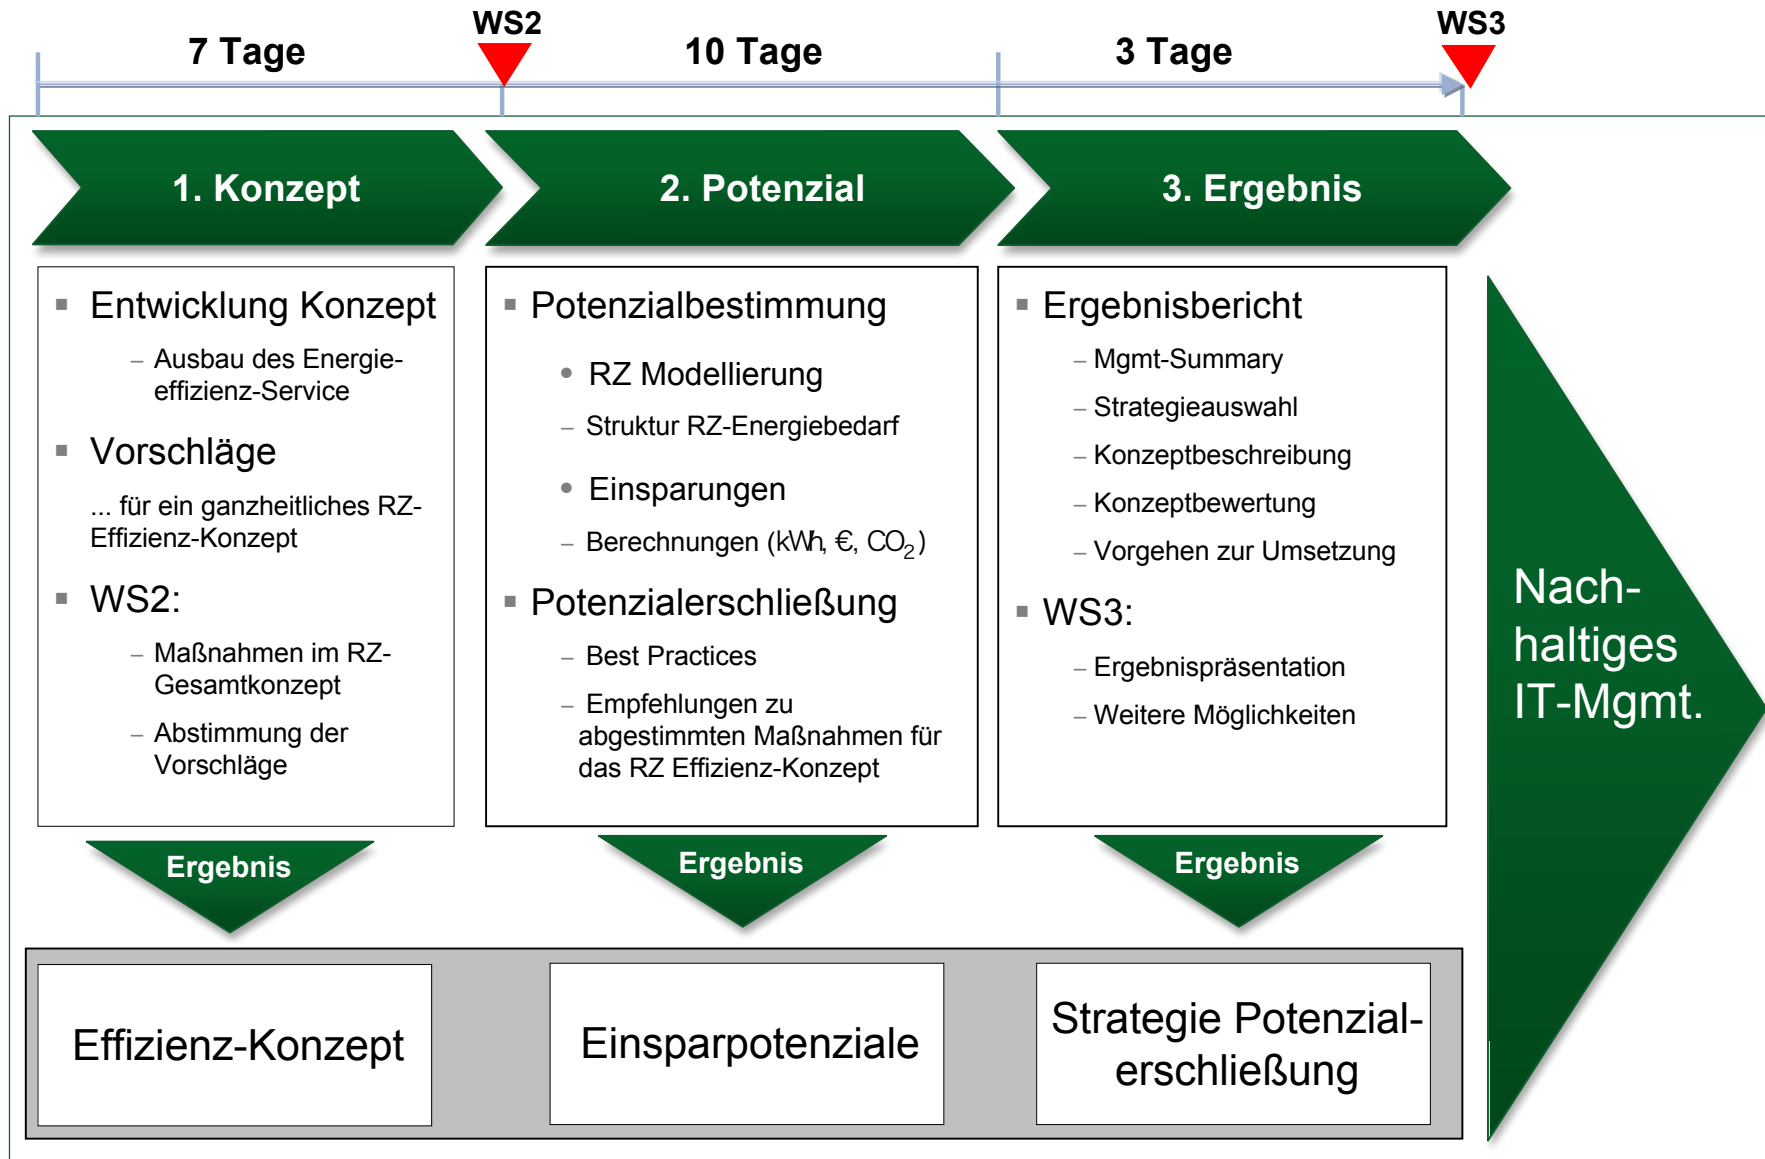 WS2
WS3
7 Tage
10 Tage
3 Tage
1. Konzept
2. Potenzial
3. Ergebnis
Entwicklung Konzept
– Ausbau des Energie-
effizienz-Service
Vorschläge
... für ein ganzheitliches RZ-
Effizienz-Konzept
WS2:
– Maßnahmen im RZ-
Gesamtkonzept
– Abstimmung der
Vorschläge
Potenzialbestimmung
• RZ Modellierung
– Struktur RZ-Energiebedarf
• Einsparungen
– Berechnungen (kWh, €, CO₂)
Potenzialerschließung
– Best Practices
– Empfehlungen zu
abgestimmten Maßnahmen für
das RZ Effizienz-Konzept
Ergebnisbericht
– Mgmt-Summary
– Strategieauswahl
– Konzeptbeschreibung
– Konzeptbewertung
– Vorgehen zur Umsetzung
WS3:
– Ergebnispräsentation
– Weitere Möglichkeiten
Nach-
haltiges
IT-Mgmt.
Ergebnis
Ergebnis
Ergebnis
Effizienz-Konzept
Einsparpotenziale
Strategie Potenzial-
erschließung